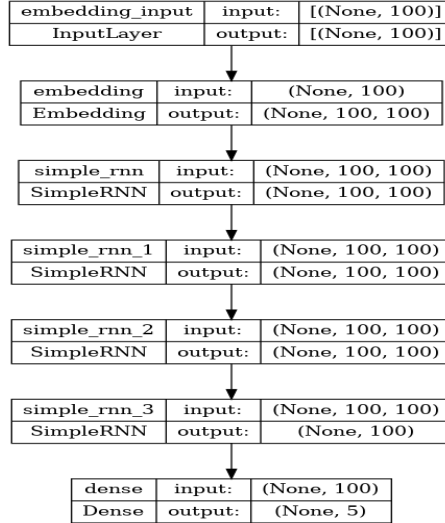 embedding_input input: [(None, 100)]
InputLayer output: [(None, 100)]
embedding input: (None, 100)
Embedding output: (None, 100, 100)
simple_rnn input: (None, 100, 100)
SimpleRNN output: (None, 100, 100)
simple_rnn_1 input: (None, 100, 100)
SimpleRNN output: (None, 100, 100)
simple_rnn_2 input: (None, 100, 100)
SimpleRNN output: (None, 100, 100)
simple_rnn_3 input: (None, 100, 100)
SimpleRNN output: (None, 100)
dense input: (None, 100)
Dense output: (None, 5)